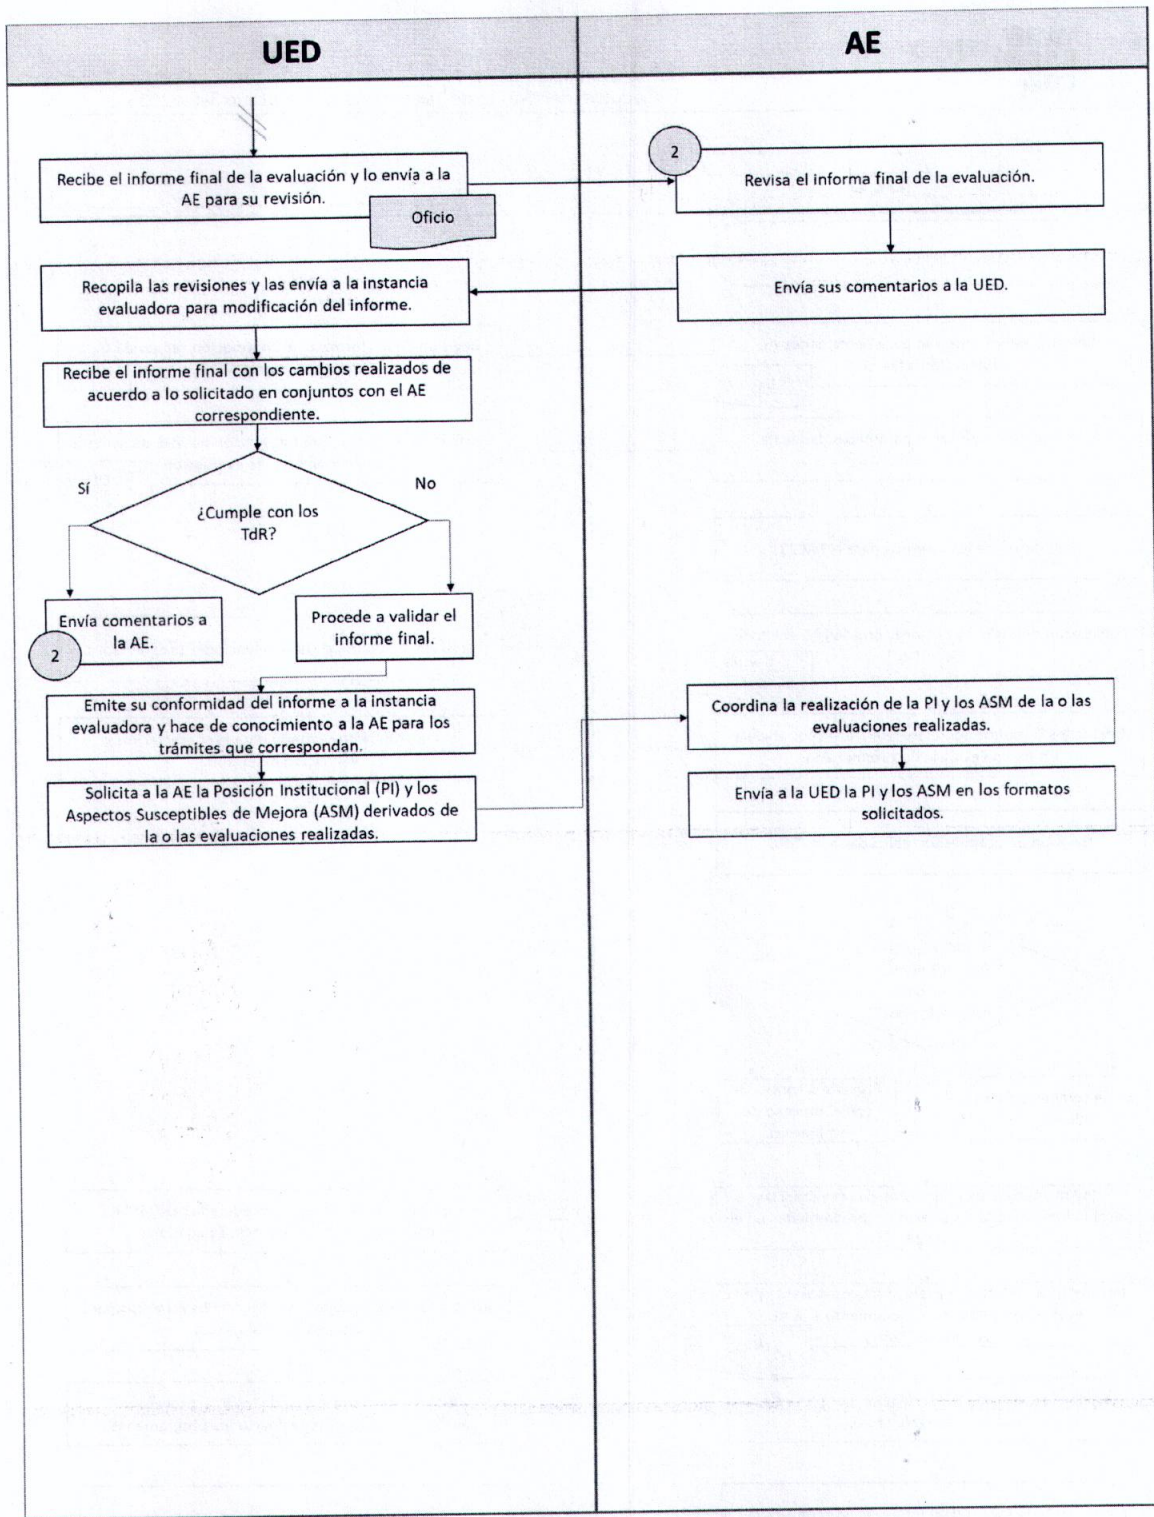 UED
AE
Recibe el informe final de la evaluación y lo envía a la
AE para su revisión.
Oficio
2
Revisa el informa final de la evaluación.
Recopila las revisiones y las envía a la instancia
evaluadora para modificación del informe.
Envía sus comentarios a la UED.
Recibe el informe final con los cambios realizados de
acuerdo a lo solicitado en conjuntos con el AE
correspondiente.
Sí
No
¿Cumple con los
TdR?
Envía comentarios a
la AE.
2
Procede a validar el
informe final.
Emite su conformidad del informe a la instancia
evaluadora y hace de conocimiento a la AE para los
trámites que correspondan.
Coordina la realización de la PI y los ASM de la o las
evaluaciones realizadas.
Solicita a la AE la Posición Institucional (PI) y los
Aspectos Susceptibles de Mejora (ASM) derivados de
la o las evaluaciones realizadas.
Envía a la UED la PI y los ASM en los formatos
solicitados.